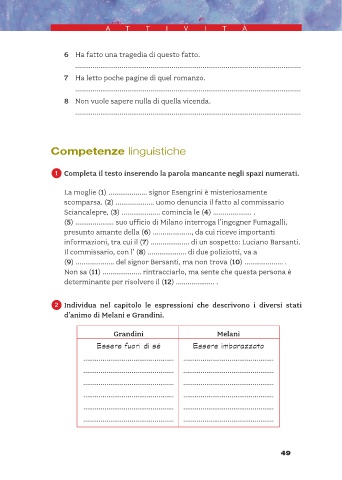 ATTIVITÀ
6 Ha fatto una tragedia di questo fatto.
7 Ha letto poche pagine di quel romanzo.
8 Non vuole sapere nulla di quella vicenda.
Competenze linguistiche
1 Completa il testo inserendo la parola mancante negli spazi numerati.
La moglie (1) .................... signor Esengrini è misteriosamente
scomparsa. (2) .................... uomo denuncia il fatto al commissario
Sciancalepre, (3) .................... comincia le (4) .................... .
(5) .................... suo ufficio di Milano interroga l'ingegner Fumagalli,
presunto amante della (6) ...................., da cui riceve importanti
informazioni, tra cui il (7) .................... di un sospetto: Luciano Barsanti.
Il commissario, con l' (8) .................... di due poliziotti, va a
(9) .................... del signor Bersanti, ma non trova (10) .................... .
Non sa (11) .................... rintracciarlo, ma sente che questa persona è
determinante per risolvere il (12) .................... .
2 Individua nel capitolo le espressioni che descrivono i diversi stati
d'animo di Melani e Grandini.
Grandini Melani
Essere fuori di sé Essere imbarazzato
49